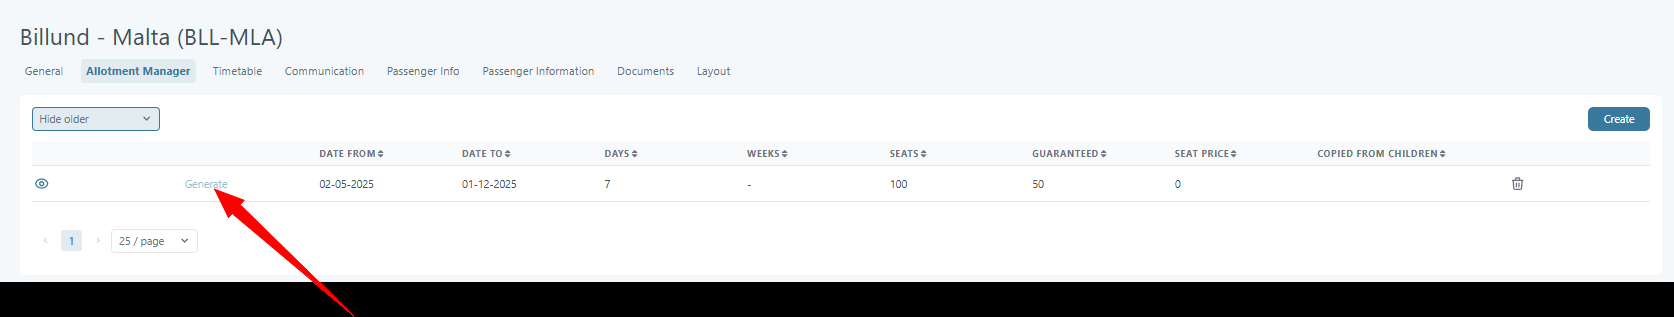 Billund - Malta (BLL-MLA)
General Allotment Manager Timetable Communication Passenger Info Passenger Information Documents Layout
Hide older Create
DATE FROM DATE TO DAYS WEEKS SEATS GUARANTEED SEAT PRICE COPIED FROM CHILDREN
Generate 02-05-2025 01-12-2025 7 - 100 50 0
1 25 / page